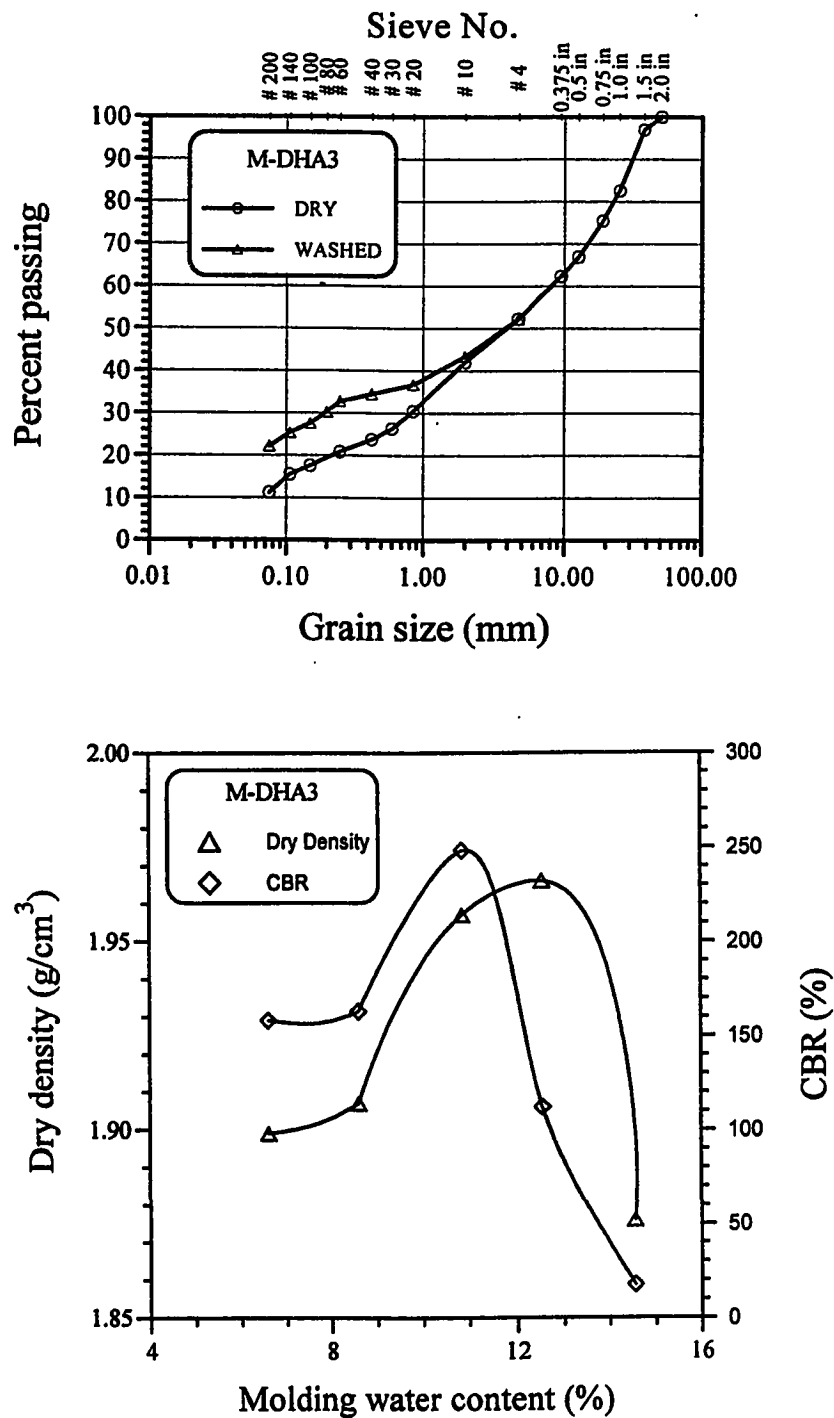 Sieve No.
# 200
# 140
# 100
# 80
# 60
# 40
# 30
# 20
# 10
# 4
0.375 in
0.5 in
0.75 in
1.0 in
1.5 in
2.0 in
100
90
80
70
60
50
40
30
20
10
0
Percent passing
M-DHA3
DRY
WASHED
0.01
0.10
1.00
10.00
100.00
Grain size (mm)
2.00
1.95
1.90
1.85
Dry density (g/cm³)
M-DHA3
Dry Density
CBR
300
250
200
150
100
50
0
CBR (%)
4
8
12
16
Molding water content (%)